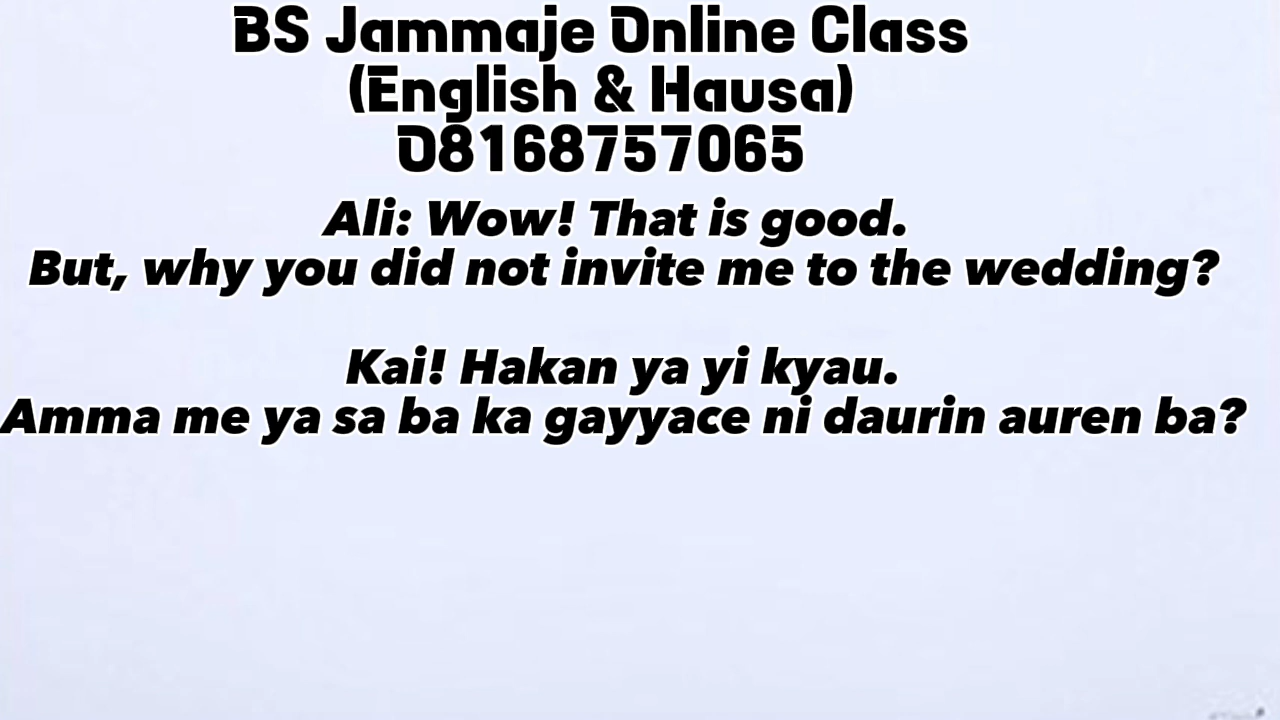 BS Jammaje Online Class
(English & Hausa)
08168757065
Ali: Wow! That is good.
But, why you did not invite me to the wedding?
Kai! Hakan ya yi kyau.
Amma me ya sa ba ka gayyace ni daurin auren ba?